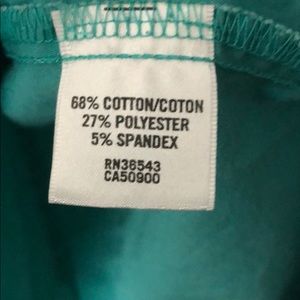 68% COTTON/COTON
27% POLYESTER
5% SPANDEX
RN36543
CA50900